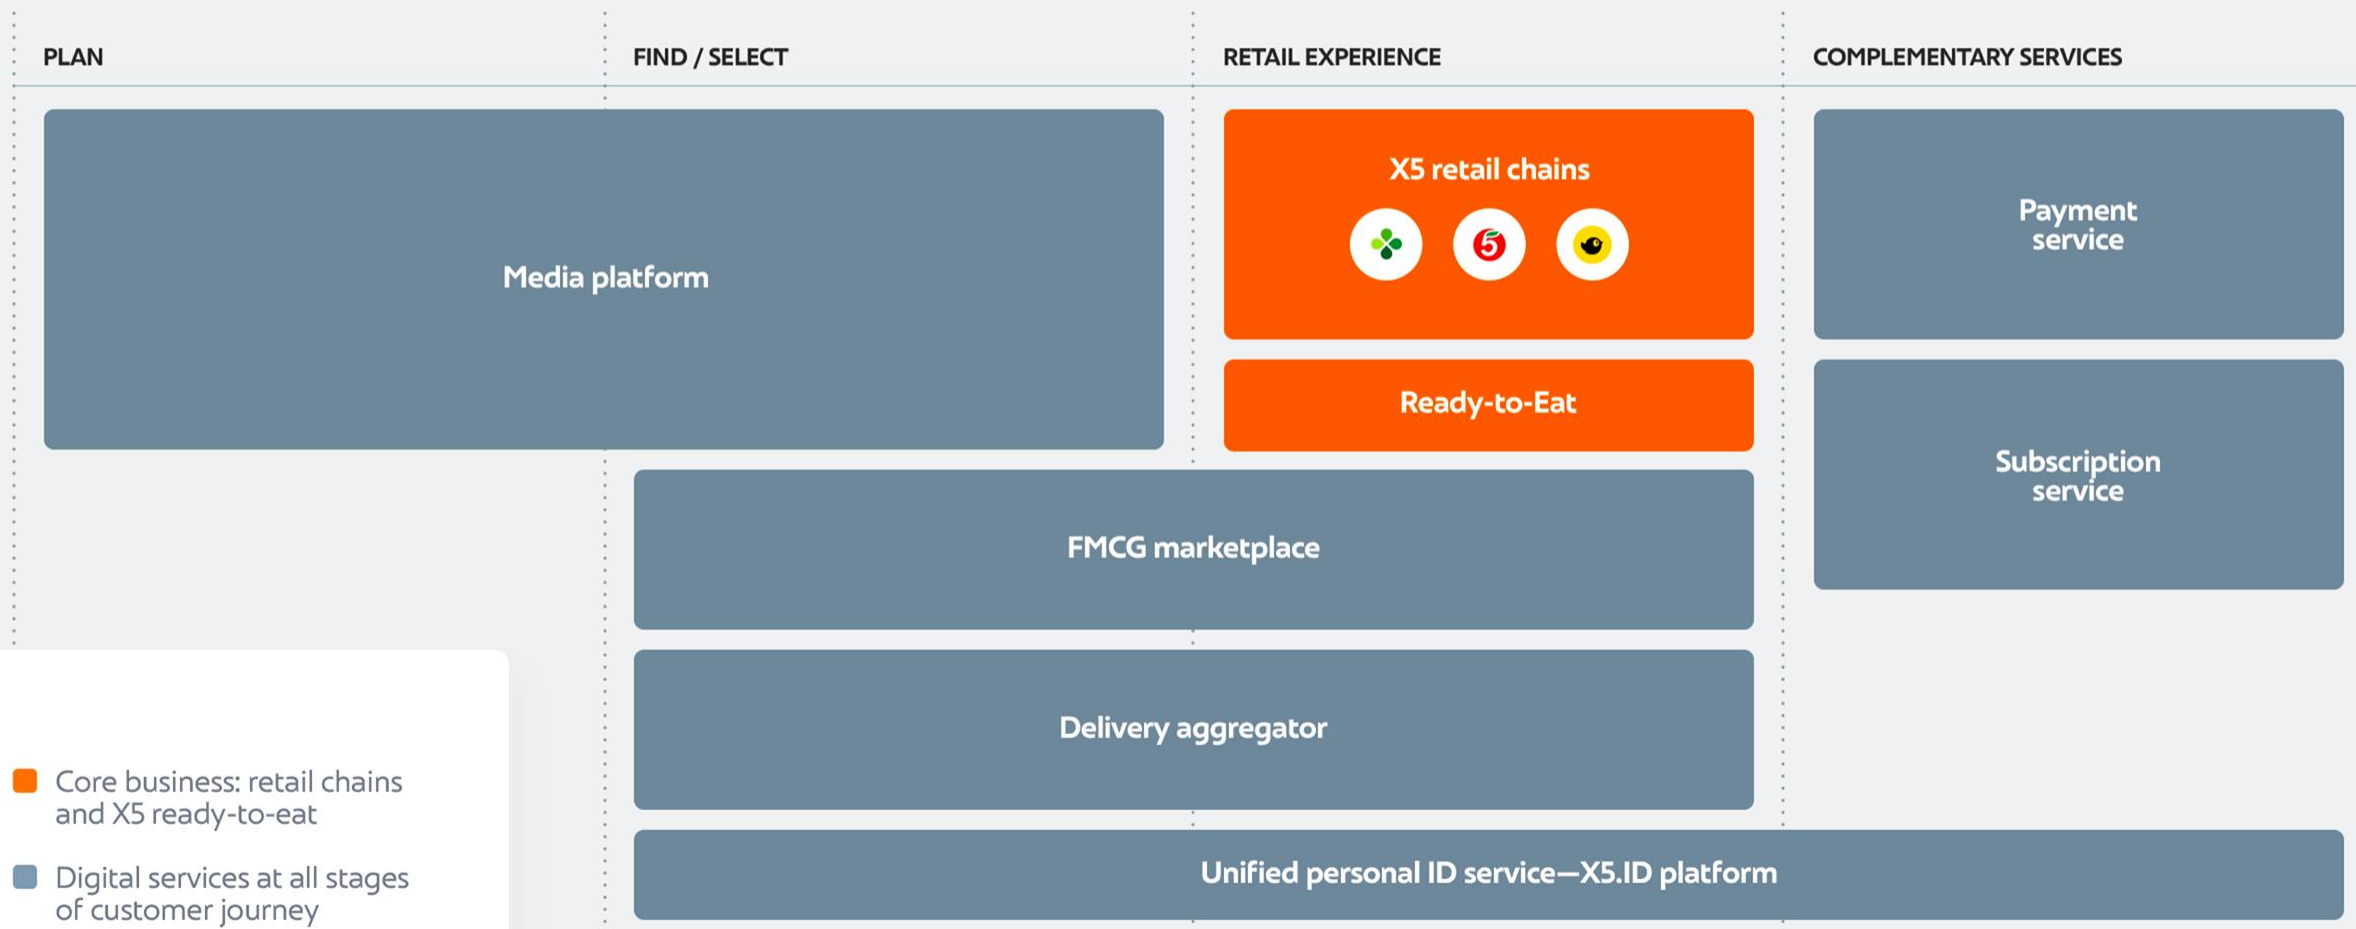 PLAN
FIND / SELECT
RETAIL EXPERIENCE
COMPLEMENTARY SERVICES
Media platform
X5 retail chains
5
Ready-to-Eat
Payment
service
Subscription
service
FMCG marketplace
Delivery aggregator
Unified personal ID service—X5.ID platform
Core business: retail chains
and X5 ready-to-eat
Digital services at all stages
of customer journey